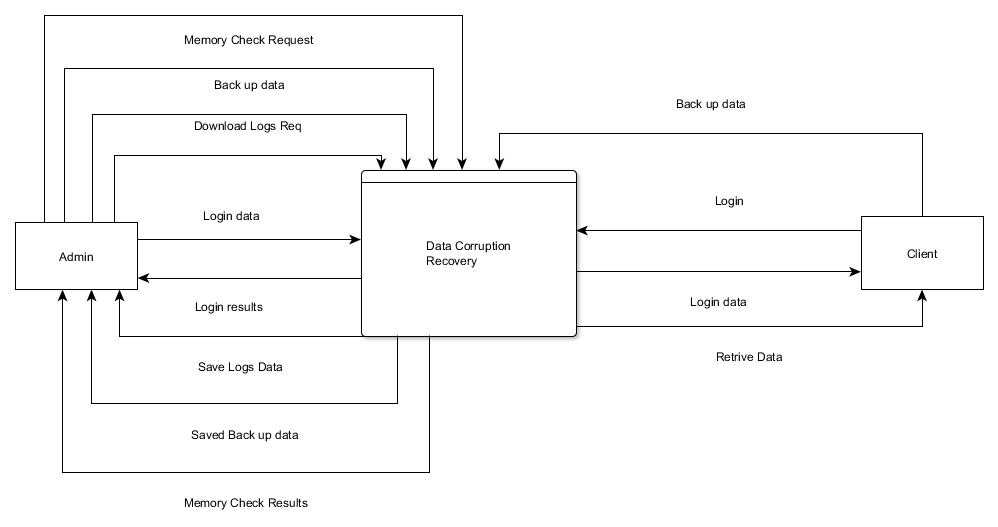 Memory Check Request
Back up data
Back up data
Download Logs Req
Login
Login data
Data Corruption
Recovery
Admin
Client
Login results
Login data
Save Logs Data
Retrive Data
Saved Back up data
Memory Check Results